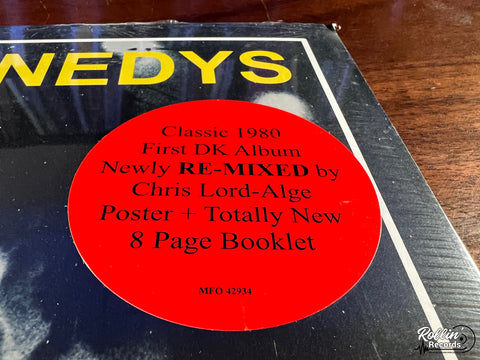 NEDYS
Classic 1980
First DK Album
Newly RE-MIXED by
Chris Lord-Alge
Poster + Totally New
8 Page Booklet
MFO 42934
Rollin'
Records